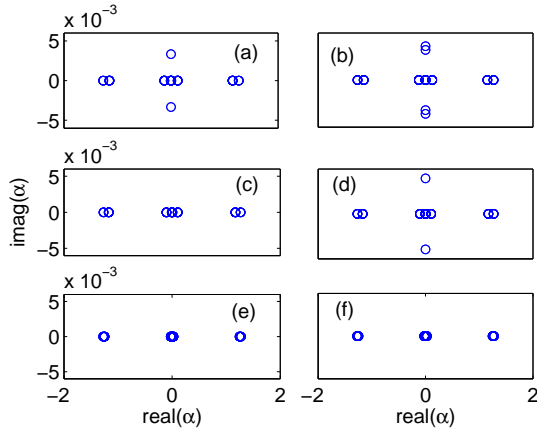 x 10⁻³
5
0
−5
(a)
(b)
x 10⁻³
5
0
−5
(c)
(d)
imag(α)
x 10⁻³
5
0
−5
(e)
(f)
−2
0
2
−2
0
2
real(α)
real(α)